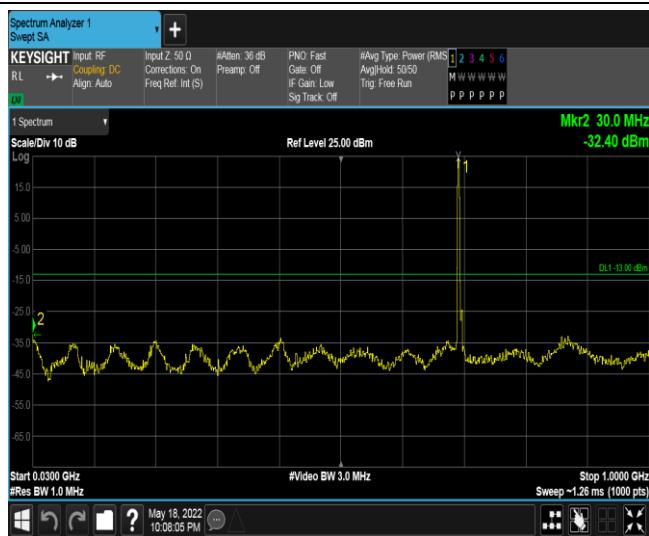 Spectrum Analyzer 1
Swept SA
+
KEYSIGHT
RL
Input: RF
Coupling: DC
Align: Auto
Input Z: 50 Ω
Corrections: On
Freq Ref: Int (S)
#Atten: 36 dB
Preamp: Off
PNO: Fast
Gate: Off
IF Gain: Low
Sig Track: Off
#Avg Type: Power (RMS
Avg|Hold: 50/50
Trig: Free Run
1 2 3 4 5 6
M W W W W W
P P P P P P
1 Spectrum
Scale/Div 10 dB
Ref Level 25.00 dBm
Mkr2 30.0 MHz
-32.40 dBm
Log
1
15.0
5.00
-5.00
DL1 -13.00 dBm
-15.0
-25.0
2
-35.0
-45.0
-55.0
-65.0
Start 0.0300 GHz
#Video BW 3.0 MHz
Stop 1.0000 GHz
#Res BW 1.0 MHz
Sweep ~1.26 ms (1000 pts)
?
May 18, 2022
10:08:05 PM